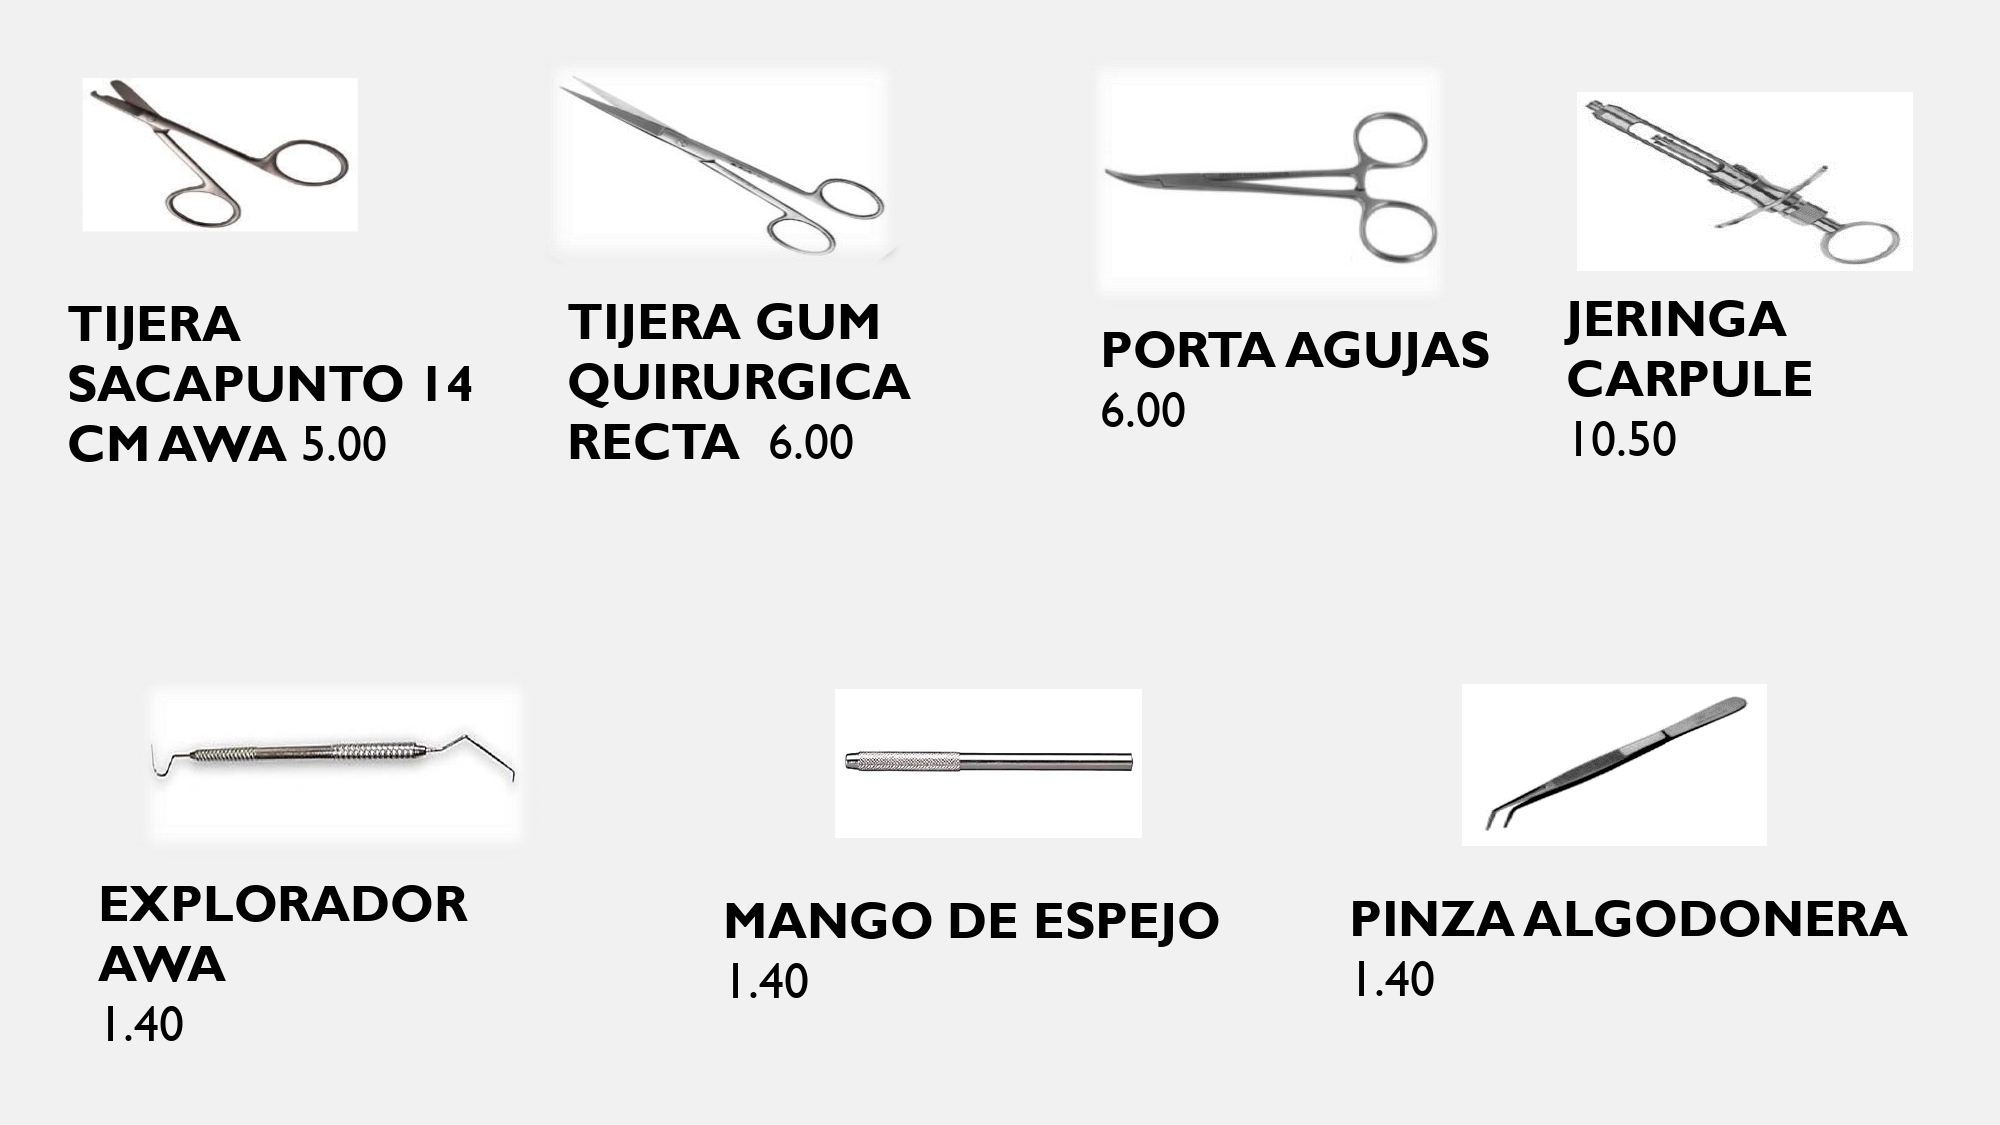 TIJERA
SACAPUNTO 14
CM AWA 5.00
TIJERA GUM
QUIRURGICA
RECTA 6.00
PORTA AGUJAS
6.00
JERINGA
CARPULE
10.50
EXPLORADOR
AWA
1.40
MANGO DE ESPEJO
1.40
PINZA ALGODONERA
1.40